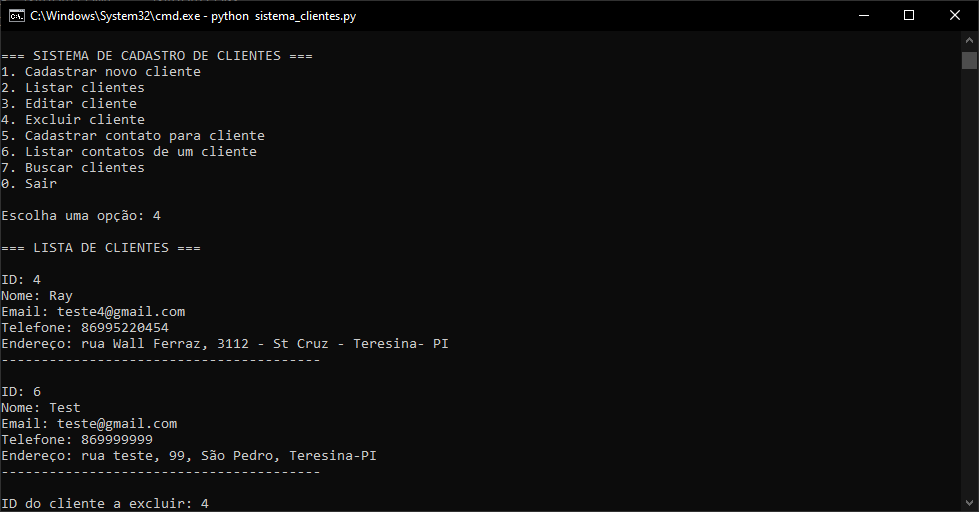 C:\Windows\System32\cmd.exe - python  sistema_clientes.py
=== SISTEMA DE CADASTRO DE CLIENTES ===
1. Cadastrar novo cliente
2. Listar clientes
3. Editar cliente
4. Excluir cliente
5. Cadastrar contato para cliente
6. Listar contatos de um cliente
7. Buscar clientes
0. Sair
Escolha uma opção: 4
=== LISTA DE CLIENTES ===
ID: 4
Nome: Ray
Email: teste4@gmail.com
Telefone: 86995220454
Endereço: rua Wall Ferraz, 3112 - St Cruz - Teresina- PI
----------------------------------------
ID: 6
Nome: Test
Email: teste@gmail.com
Telefone: 869999999
Endereço: rua teste, 99, São Pedro, Teresina-PI
----------------------------------------
ID do cliente a excluir: 4